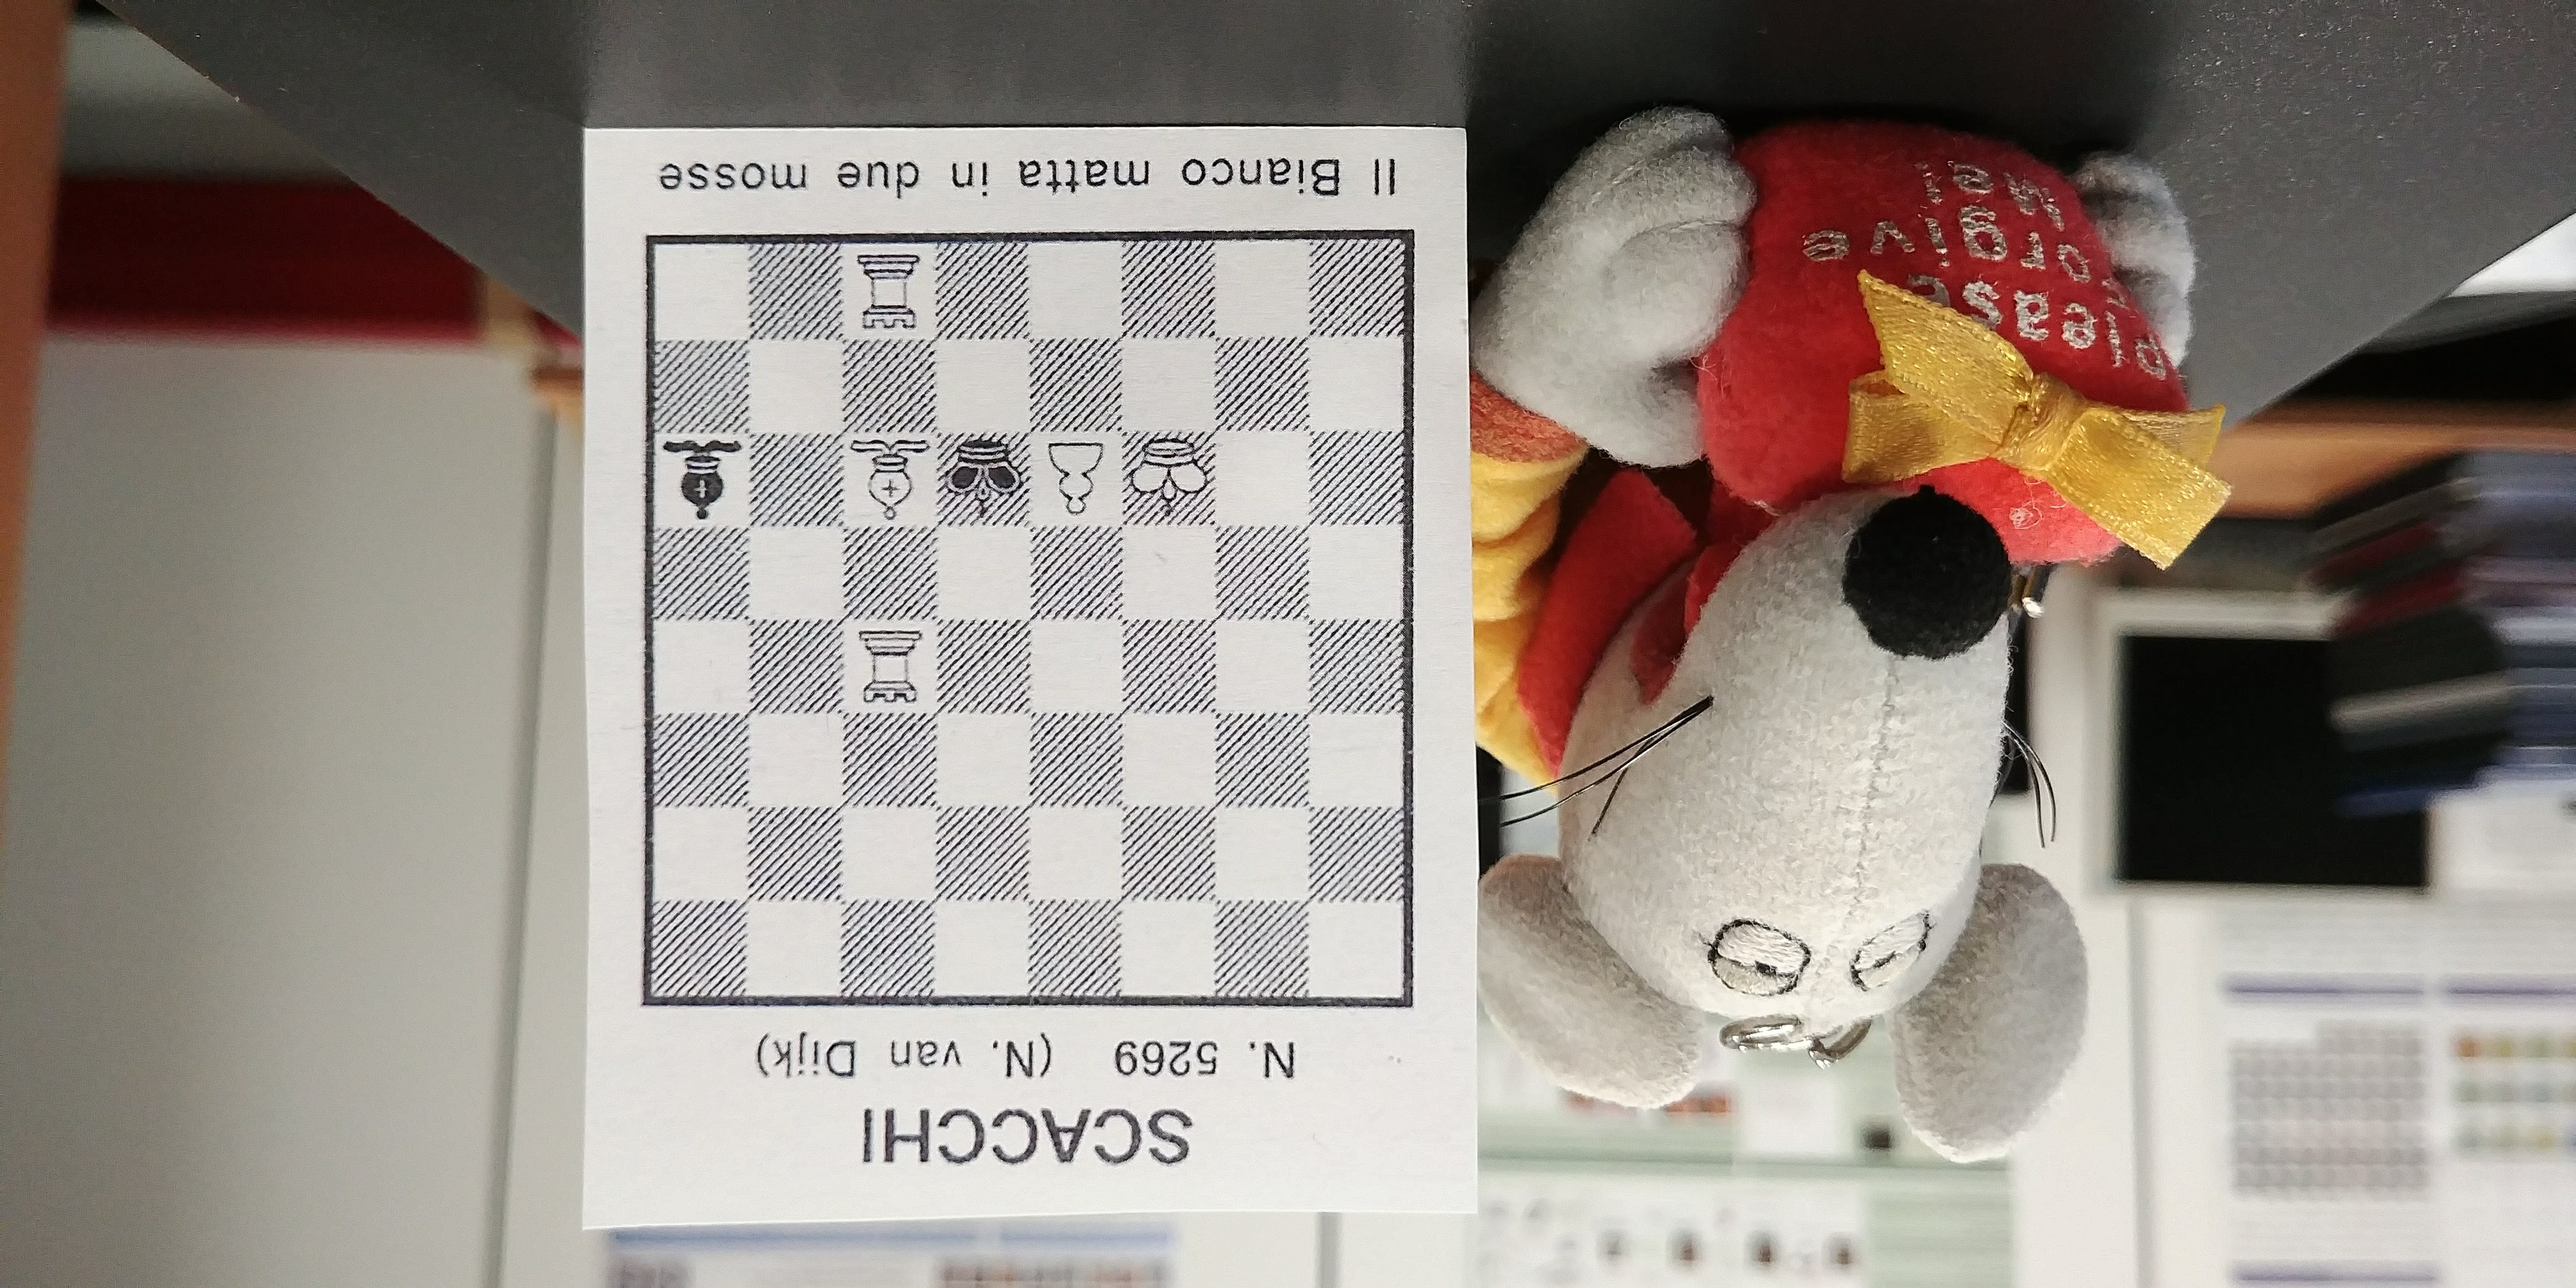 SCACCHI
N. 5269 (N. van Dijk)
Il Bianco matta in due mosse
Please
Forgive
Me!